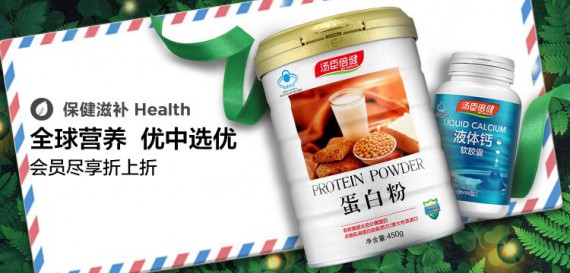 保健滋补 Health
全球营养 优中选优
会员尽享折上折
汤臣倍健
PROTEIN POWDER
蛋白粉
净含量:450g
汤臣倍健
LIQUID CALCIUM
液体钙
软胶囊